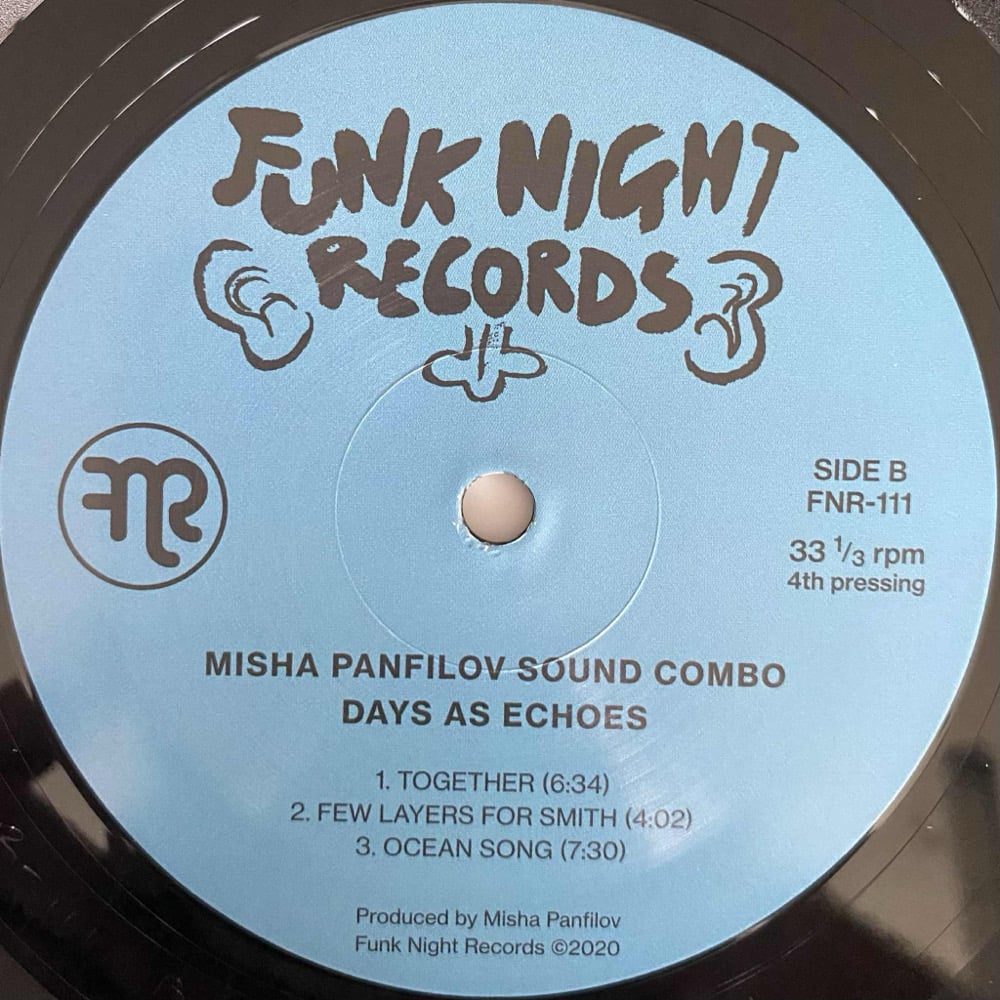 FUNK NIGHT
RECORDS
FNR
SIDE B
FNR-111
33 1/3 rpm
4th pressing
MISHA PANFILOV SOUND COMBO
DAYS AS ECHOES
1. TOGETHER (6:34)
2. FEW LAYERS FOR SMITH (4:02)
3. OCEAN SONG (7:30)
Produced by Misha Panfilov
Funk Night Records ©2020